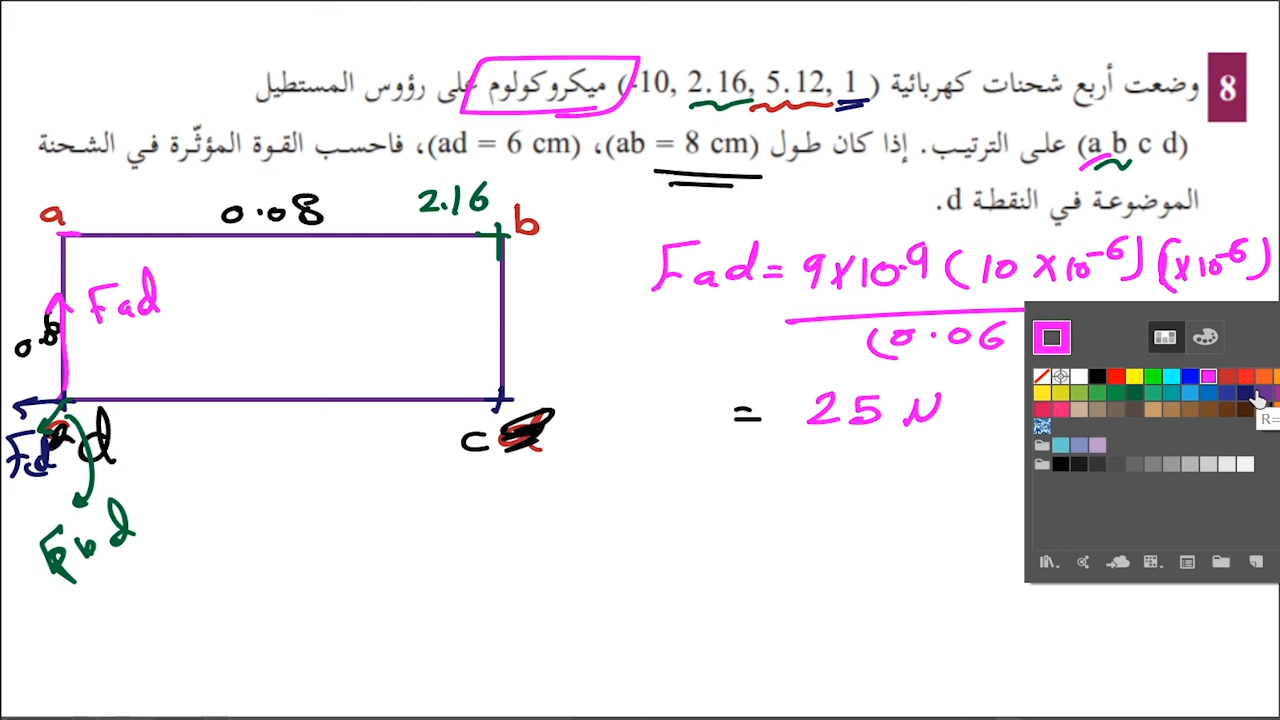 8
وضعت أربع شحنات كهربائية (-10, 2.16, 5.12, 1) ميكروكولوم على رؤوس المستطيل
(a b c d) على الترتيب. إذا كان طول (ab = 8 cm)، (ad = 6 cm)، فاحسب القوة المؤثّرة في الشحنة
الموضوعة في النقطة d.
a 0.08 2.16 b
Fad
Fad = 9×10.9 (10 ×10-6) (×10-6)
(0.06
= 25 N
Fd d c
Fbd
R=